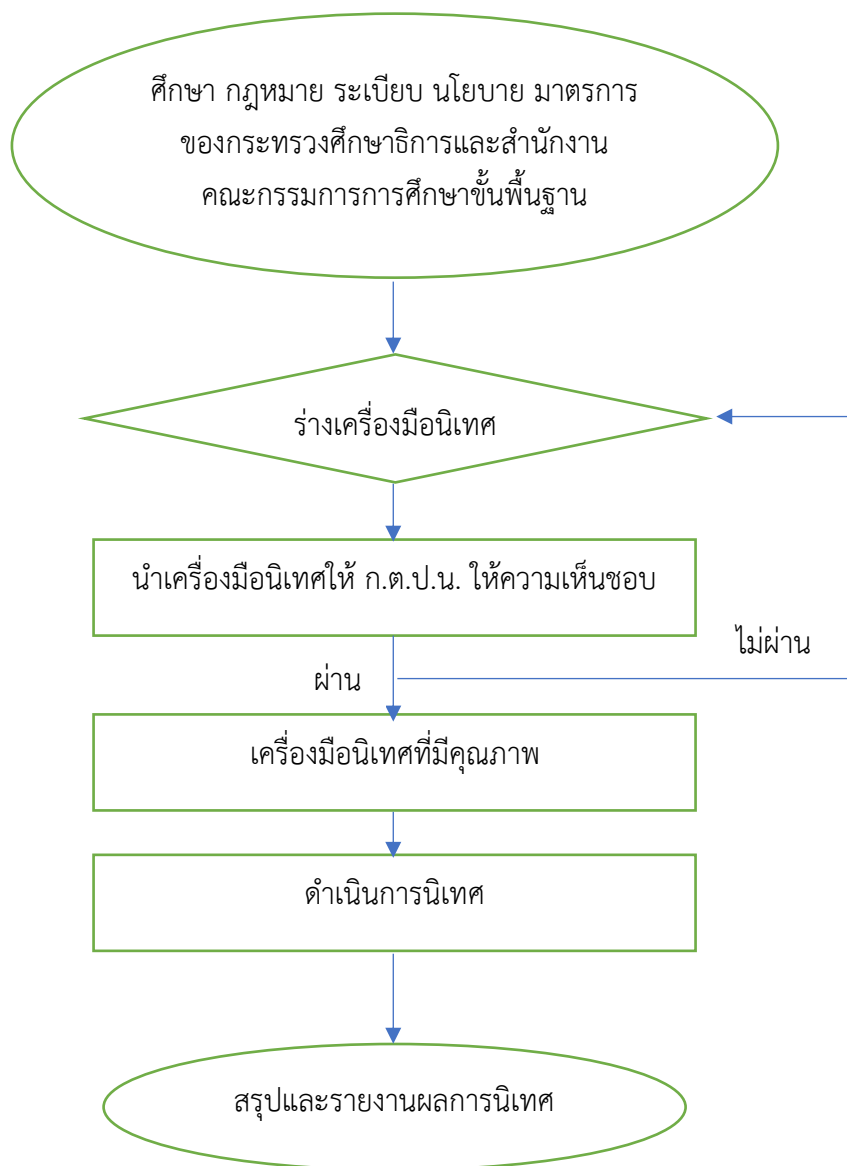 ศึกษา กฎหมาย ระเบียบ นโยบาย มาตรการ
ของกระทรวงศึกษาธิการและสำนักงาน
คณะกรรมการการศึกษาขั้นพื้นฐาน
ร่างเครื่องมือนิเทศ
นำเครื่องมือนิเทศให้ ก.ต.ป.น. ให้ความเห็นชอบ
ไม่ผ่าน
ผ่าน
เครื่องมือนิเทศที่มีคุณภาพ
ดำเนินการนิเทศ
สรุปและรายงานผลการนิเทศ